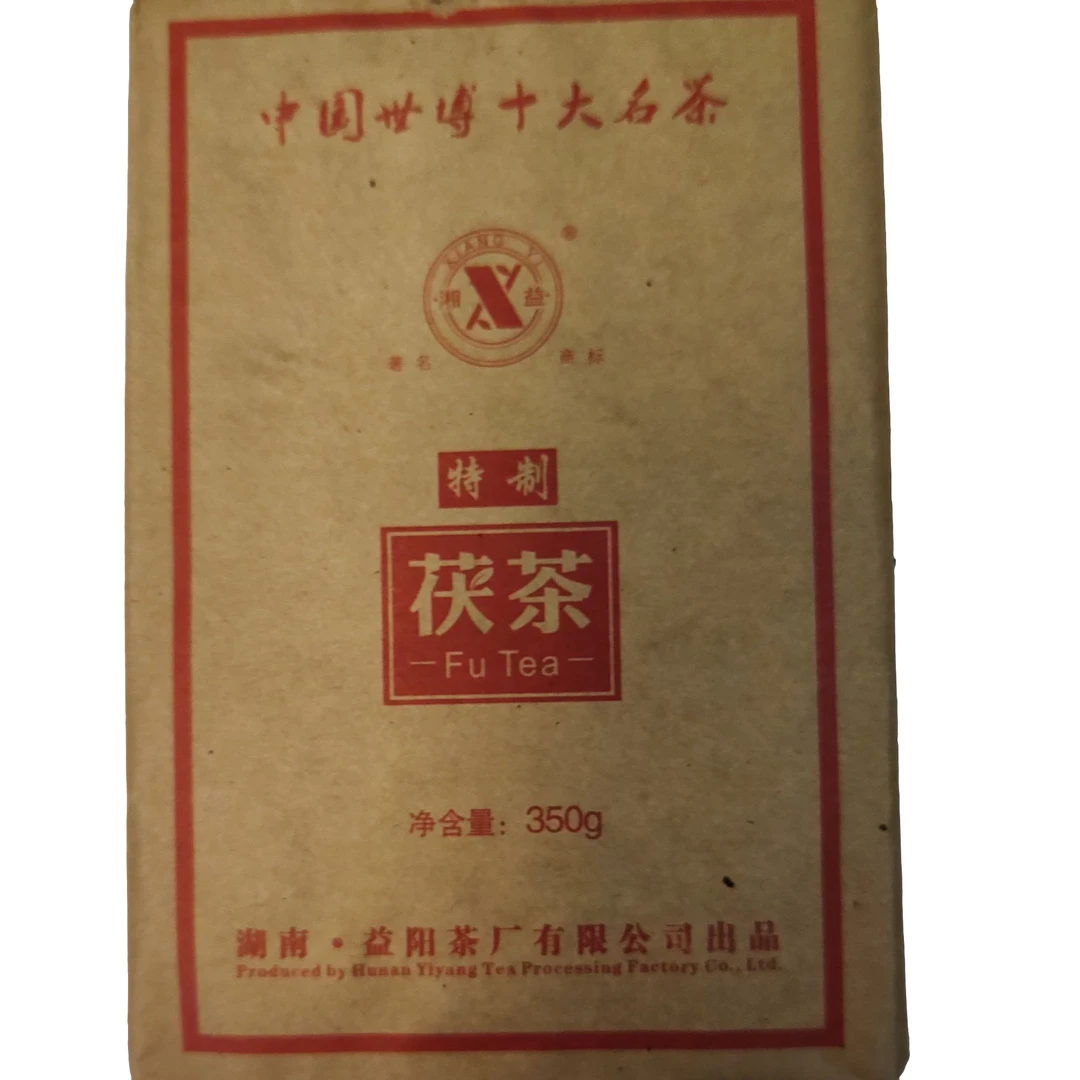 中国世博十大名茶
XIANG YI
®
湘 益
著名 商标
特制
茯茶
Fu Tea
净含量：350g
湖南·益阳茶厂有限公司出品
Produced by Hunan Yiyang Tea Processing Factory Co., Ltd.